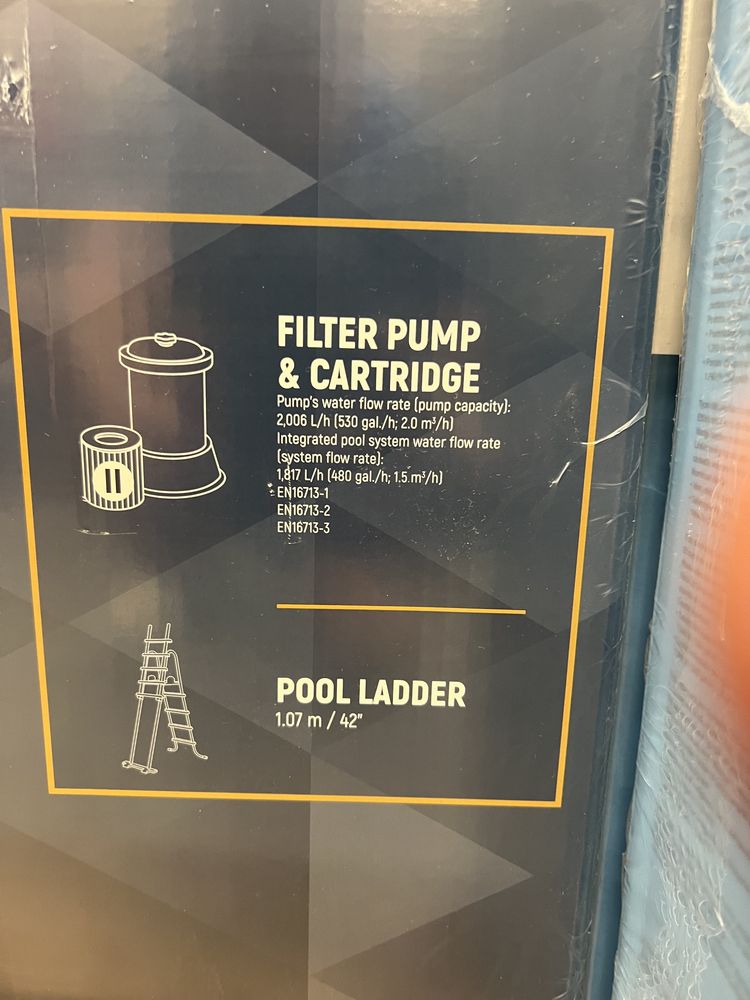 FILTER PUMP
& CARTRIDGE
Pump's water flow rate (pump capacity):
2,006 L/h (530 gal./h; 2.0 m³/h)
Integrated pool system water flow rate
(system flow rate):
1,817 L/h (480 gal./h; 1.5 m³/h)
EN16713-1
EN16713-2
EN16713-3
II
POOL LADDER
1.07 m / 42"